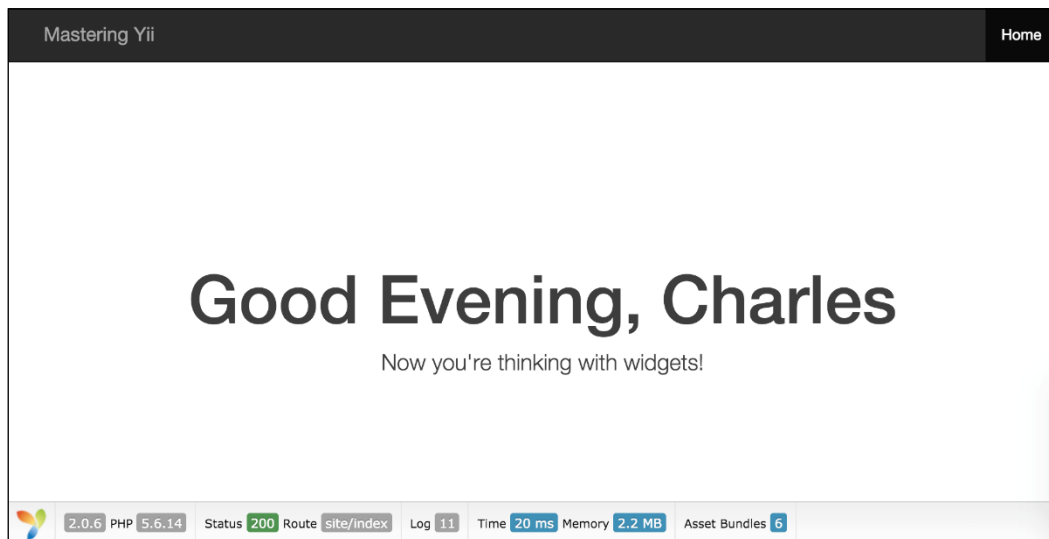 Mastering Yii Home
Good Evening, Charles
Now you're thinking with widgets!
2.0.6 PHP 5.6.14 Status 200 Route site/index Log 11 Time 20 ms Memory 2.2 MB Asset Bundles 6